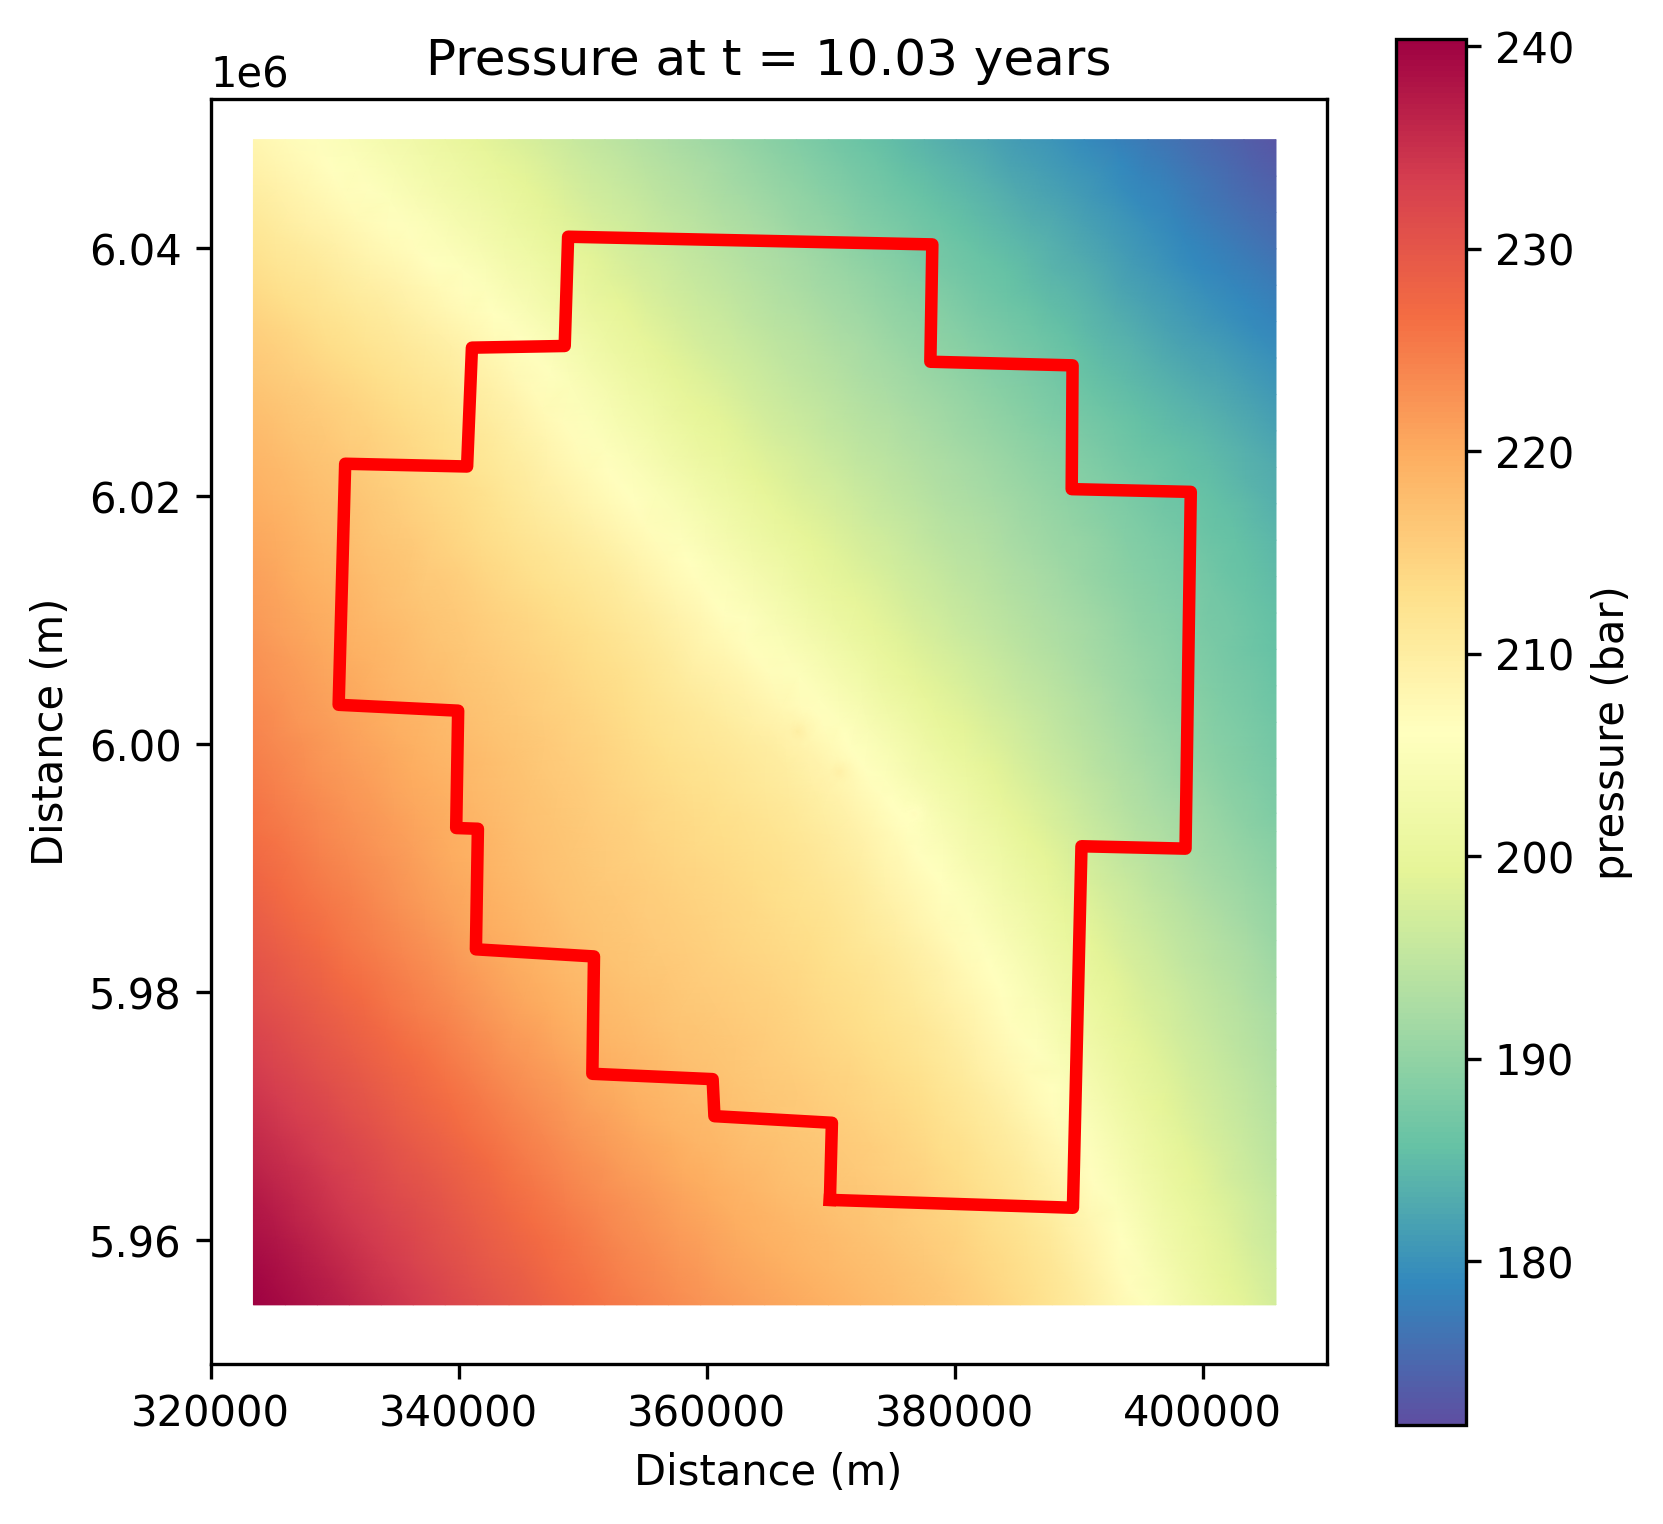 Pressure at t = 10.03 years
1e6
6.04
6.02
6.00
5.98
5.96
Distance (m)
320000 340000 360000 380000 400000
Distance (m)
240
230
220
210
200
190
180
pressure (bar)